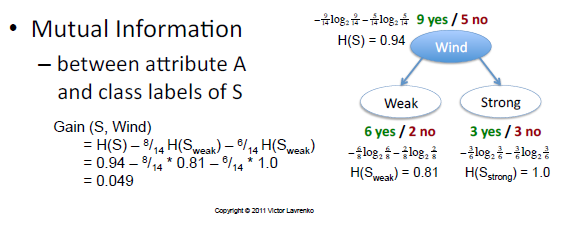 • Mutual Information
– between attribute A
and class labels of S
Gain (S, Wind)
= H(S) – 8/14 H(Sweak) – 6/14 H(Sweak)
= 0.94 – 8/14 * 0.81 – 6/14 * 1.0
= 0.049
-9/14 log₂ 9/14 - 5/14 log₂ 5/14 9 yes / 5 no
H(S) = 0.94
Wind
Weak
Strong
6 yes / 2 no
3 yes / 3 no
-6/8 log₂ 6/8 - 2/8 log₂ 2/8
-3/6 log₂ 3/6 - 3/6 log₂ 3/6
H(Sweak) = 0.81
H(Sstrong) = 1.0
Copyright © 2011 Victor Lavrenko